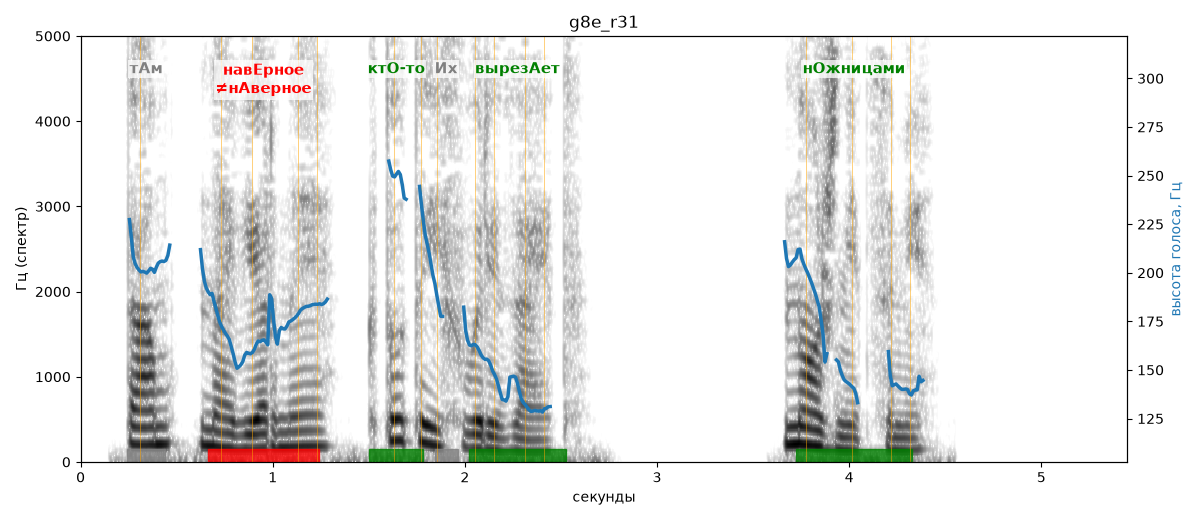 g8e_r31
тАм
навЕрное
≠нАверное
ктО-то
Их
вырезАет
нОжницами
5000
4000
3000
2000
1000
0
Гц (спектр)
300
275
250
225
200
175
150
125
высота голоса, Гц
0 1 2 3 4 5
секунды